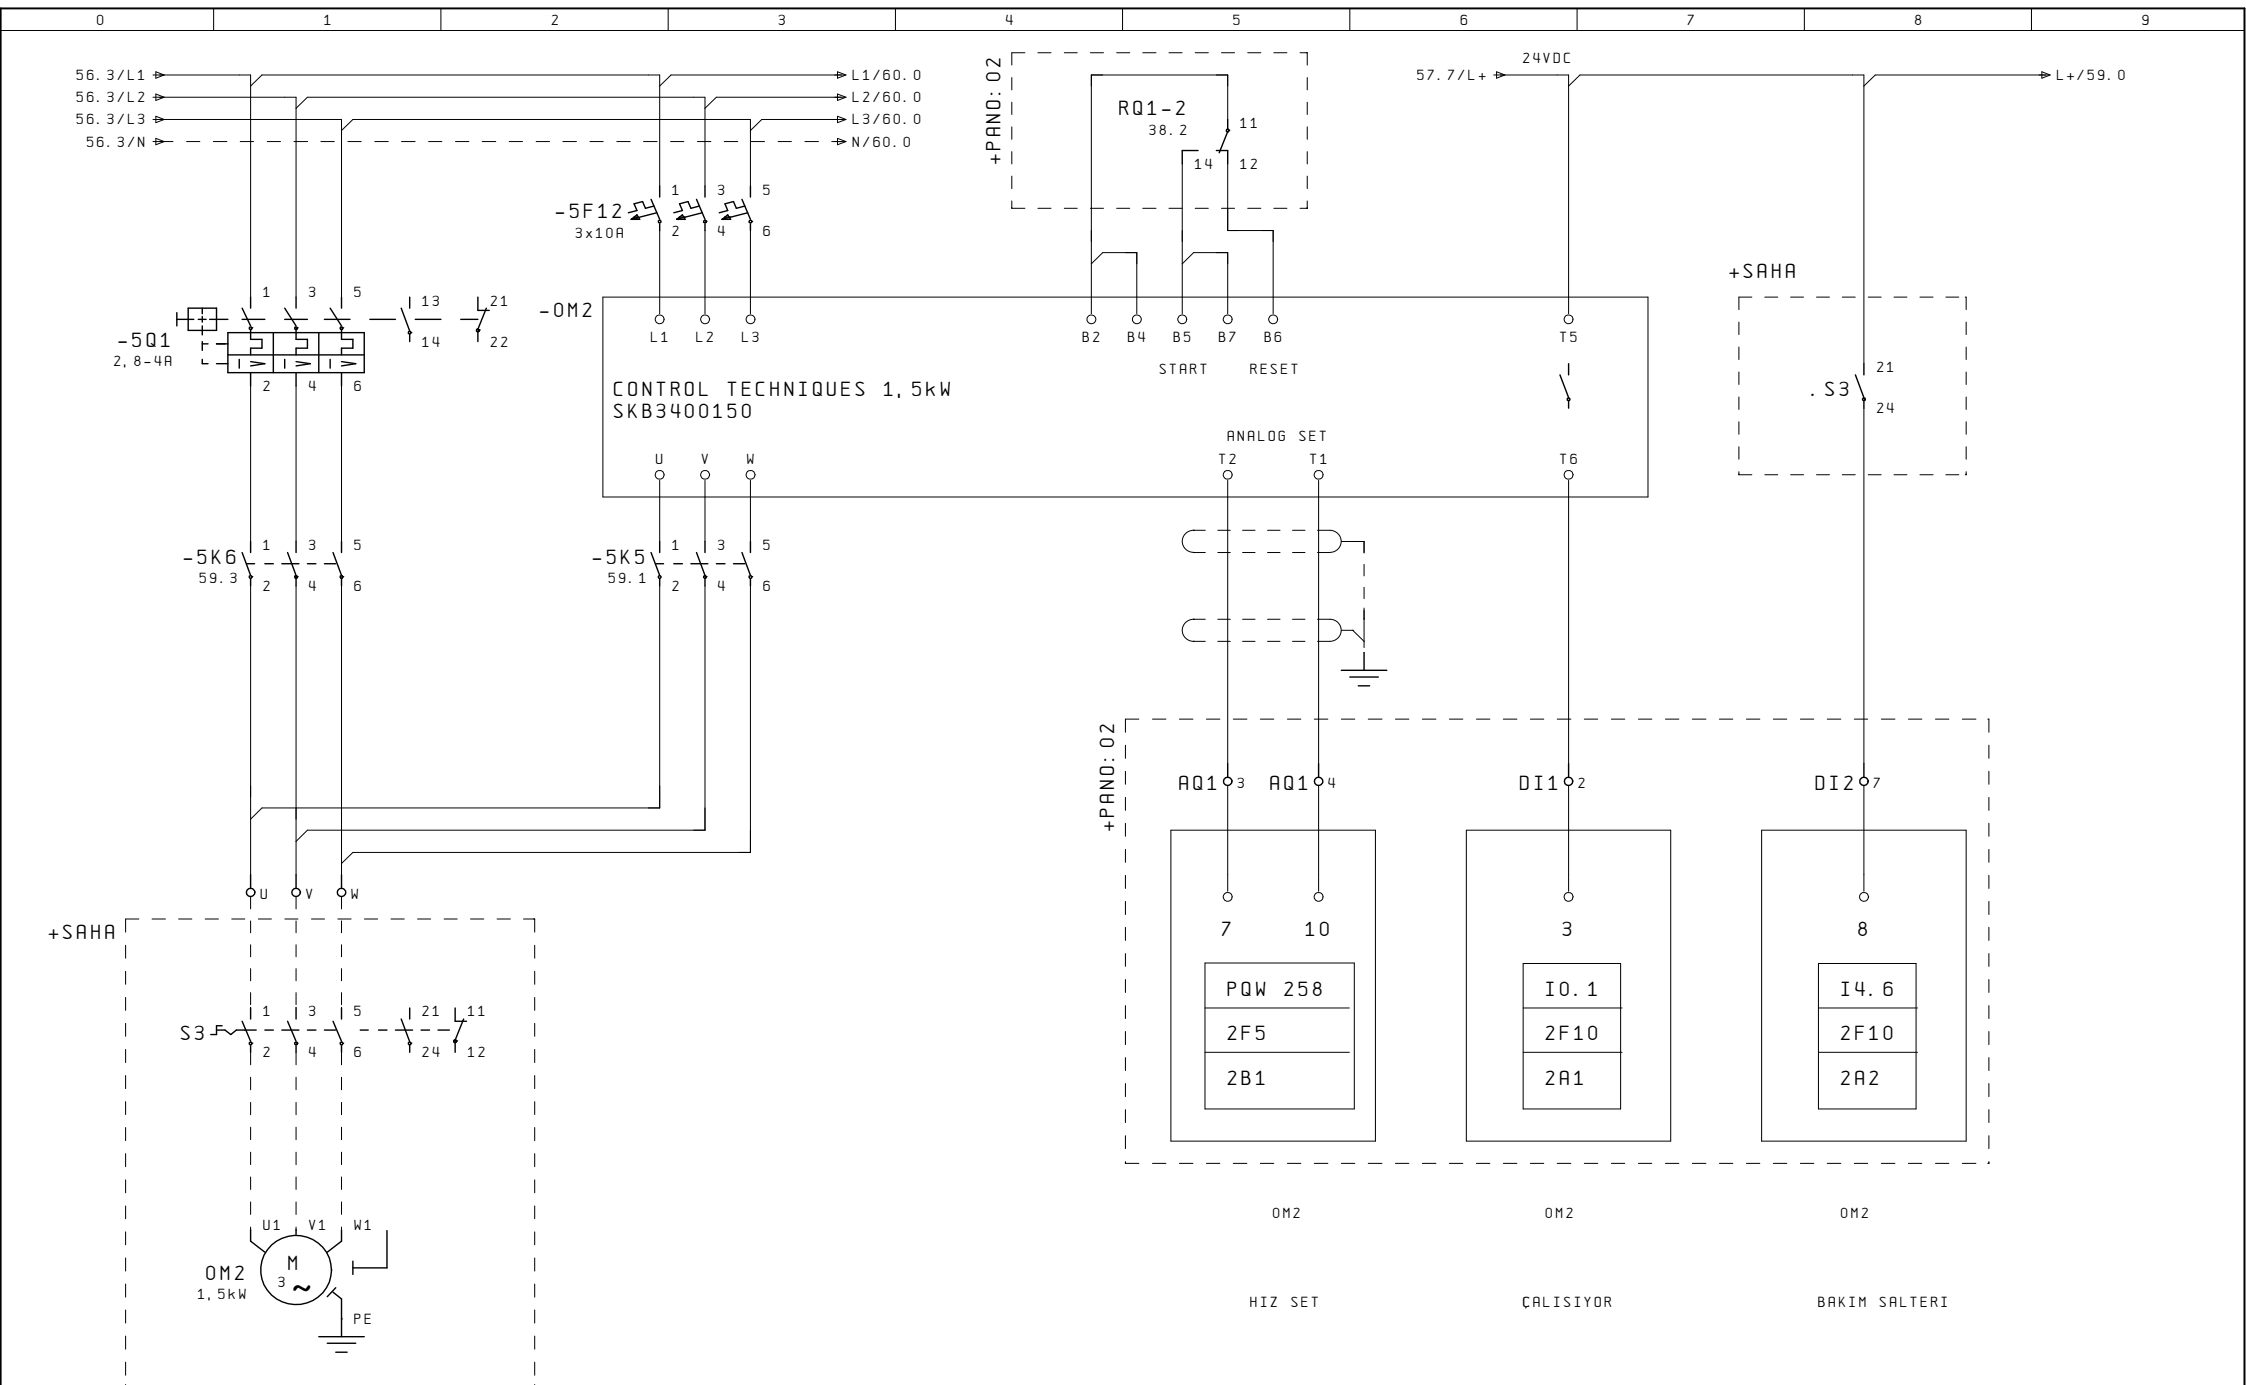 0 1 2 3 4 5 6 7 8 9
56.3/L1 L1/60.0
56.3/L2 L2/60.0
56.3/L3 L3/60.0
56.3/N N/60.0
+PANO:02
RQ1-2
38.2
11
14 12
24VDC
57.7/L+ L+/59.0
-5F12
3x10A
1 3 5
2 4 6
+SAHA
-5Q1
2,8-4A
1 3 5 13 21
14 22
2 4 6
-OM2
L1 L2 L3 B2 B4 B5 B7 B6 T5
START RESET
CONTROL TECHNIQUES 1,5kW
SKB3400150
ANALOG SET
U V W T2 T1 T6
.S3
21
24
-5K6
59.3
1 3 5
2 4 6
-5K5
59.1
1 3 5
2 4 6
+PANO:02
AQ1 3 AQ1 4 DI1 2 DI2 7
U V W
7 10 3 8
PQW 258 I0.1 I4.6
2F5 2F10 2F10
2B1 2A1 2A2
+SAHA
S3
1 3 5 21 11
2 4 6 24 12
U1 V1 W1
M
3 ~
OM2
1,5kW
PE
OM2 OM2 OM2
HIZ SET ÇALISIYOR BAKIM SALTERI